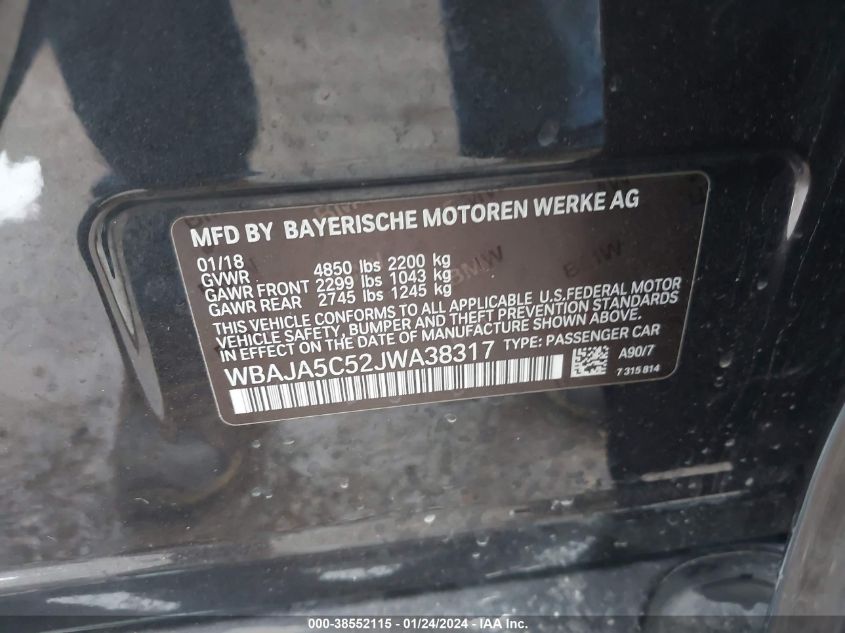 MFD BY BAYERISCHE MOTOREN WERKE AG
01/18
GVWR 4850 lbs 2200 kg
GAWR FRONT 2299 lbs 1043 kg
GAWR REAR 2745 lbs 1245 kg
THIS VEHICLE CONFORMS TO ALL APPLICABLE U.S.FEDERAL MOTOR
VEHICLE SAFETY, BUMPER AND THEFT PREVENTION STANDARDS
IN EFFECT ON THE DATE OF MANUFACTURE SHOWN ABOVE.
WBAJA5C52JWA38317 TYPE: PASSENGER CAR
A90/7
7 315 814
000-38552115 - 01/24/2024 - IAA Inc.